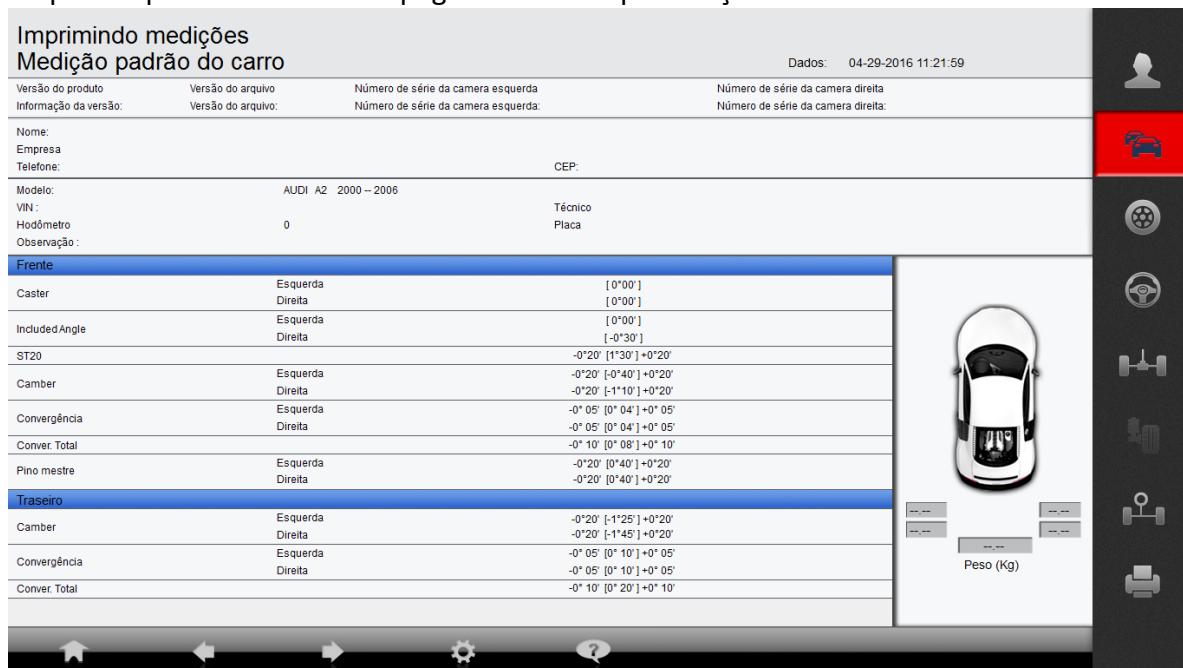 Imprimindo medições
Medição padrão do carro
Dados: 04-29-2016 11:21:59
Versão do produto Versão do arquivo Número de série da camera esquerda Número de série da camera direita
Informação da versão: Versão do arquivo: Número de série da camera esquerda: Número de série da camera direita:
Nome:
Empresa
Telefone: CEP:
Modelo: AUDI A2 2000 -- 2006
VIN :
Técnico
Hodômetro 0 Placa
Observação :
Frente
Caster Esquerda [ 0°00' ]
Direita [ 0°00' ]
Included Angle Esquerda [ 0°00' ]
Direita [ -0°30' ]
ST20 -0°20' [1°30' ] +0°20'
Camber Esquerda -0°20' [-0°40' ] +0°20'
Direita -0°20' [-1°10' ] +0°20'
Convergência Esquerda -0° 05' [0° 04' ] +0° 05'
Direita -0° 05' [0° 04' ] +0° 05'
Conver. Total -0° 10' [0° 08' ] +0° 10'
Pino mestre Esquerda -0°20' [0°40' ] +0°20'
Direita -0°20' [0°40' ] +0°20'
Traseiro
Camber Esquerda -0°20' [-1°25' ] +0°20'
Direita -0°20' [-1°45' ] +0°20'
Convergência Esquerda -0° 05' [0° 10' ] +0° 05'
Direita -0° 05' [0° 10' ] +0° 05'
Conver. Total -0° 10' [0° 20' ] +0° 10'
--.-- --.--
--.-- --.--
--.--
Peso (Kg)